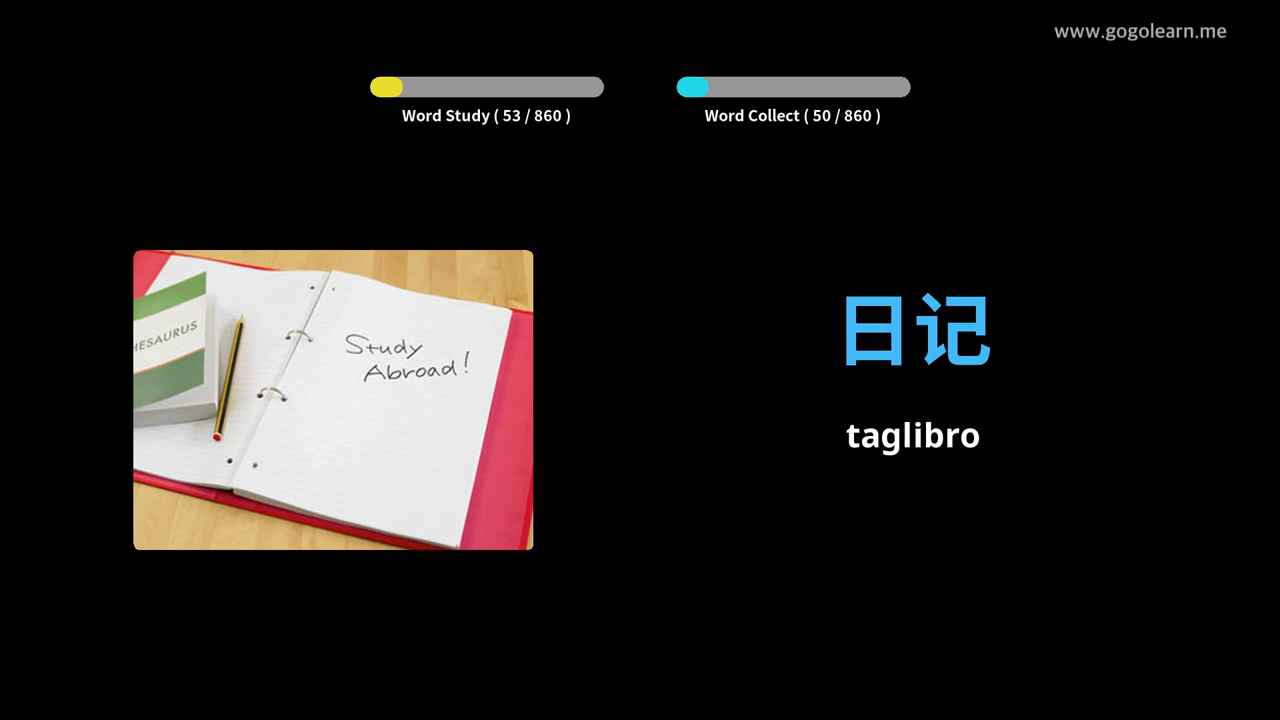 www.gogolearn.me
Word Study ( 53 / 860 )
Word Collect ( 50 / 860 )
HESAURUS
Study
Abroad!
日记
taglibro